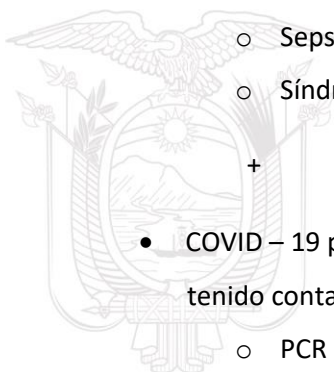 ○ Seps
○ Síndr
+
• COVID – 19 p
tenido conta
○ PCR